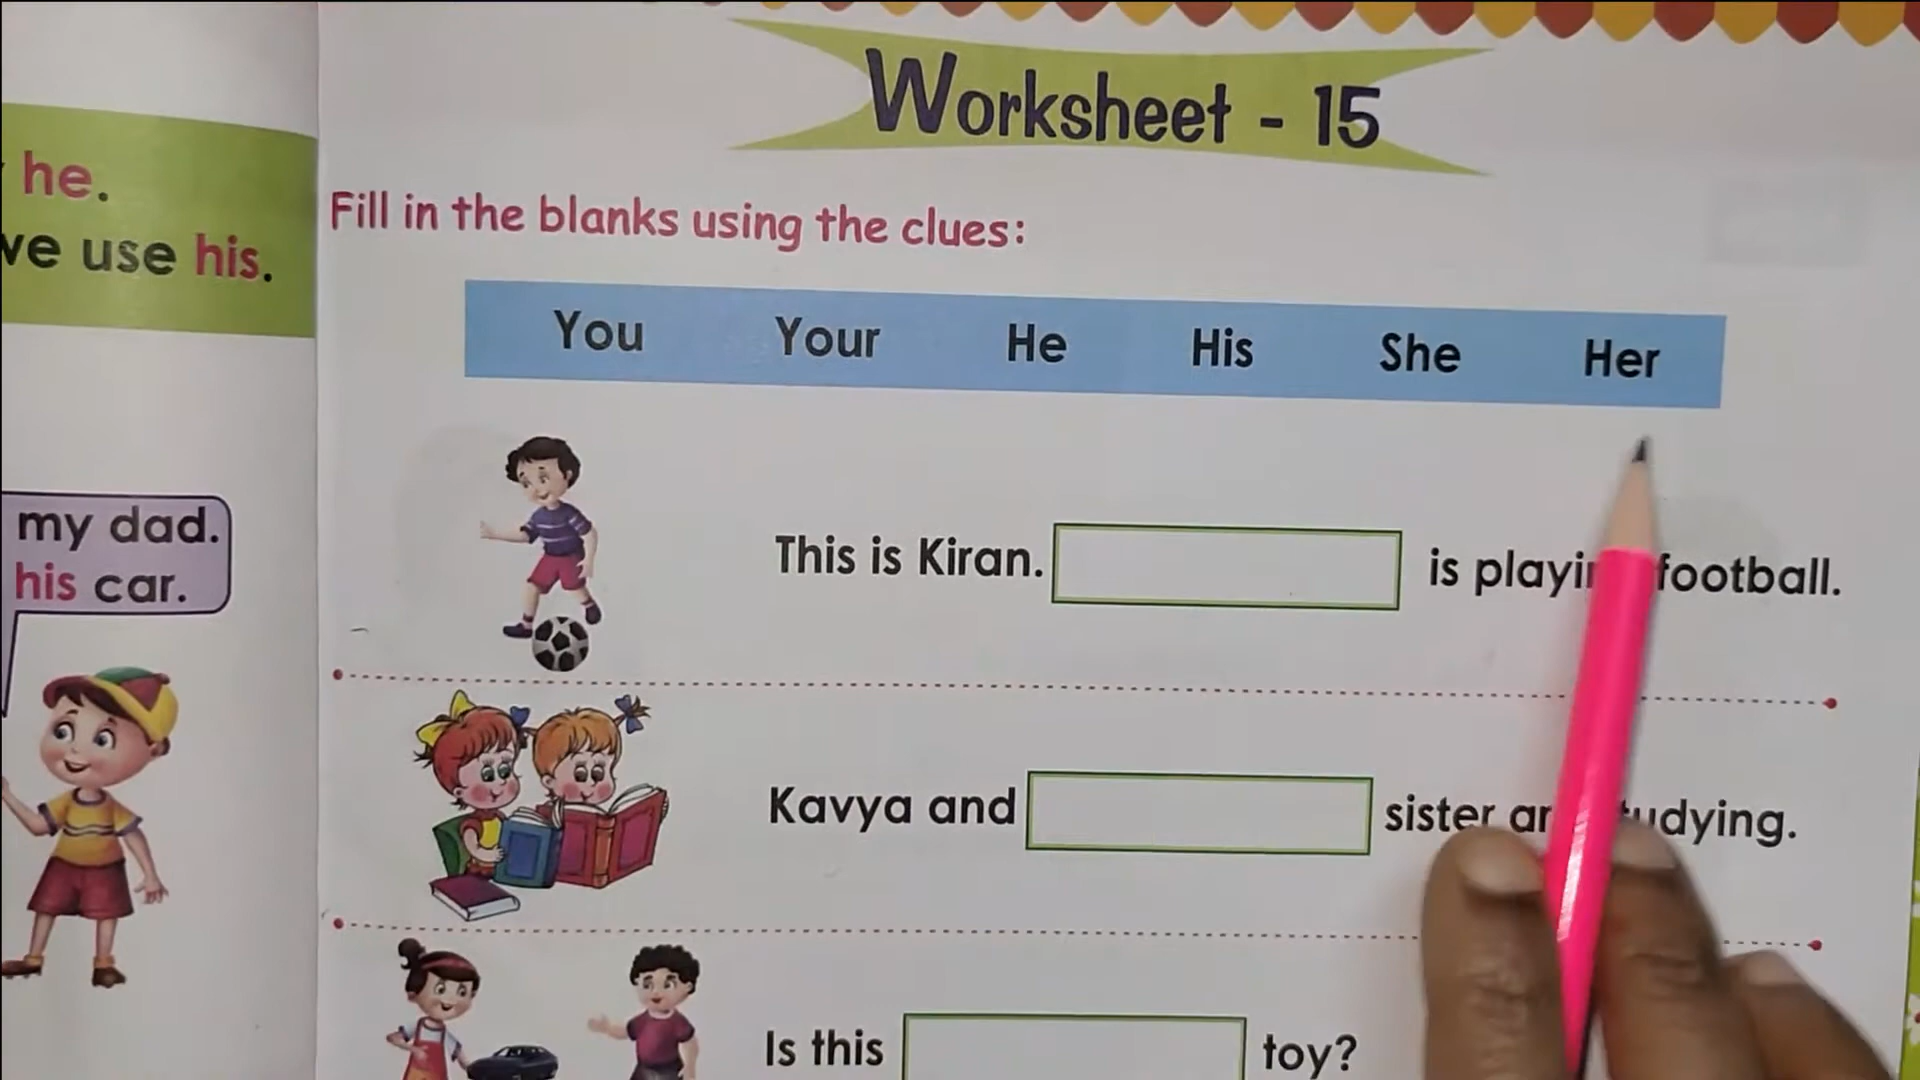 he.
ve use his.
my dad.
his car.
Worksheet - 15
Fill in the blanks using the clues:
You Your He His She Her
This is Kiran. is playin football.
Kavya and sister ar udying.
Is this toy?